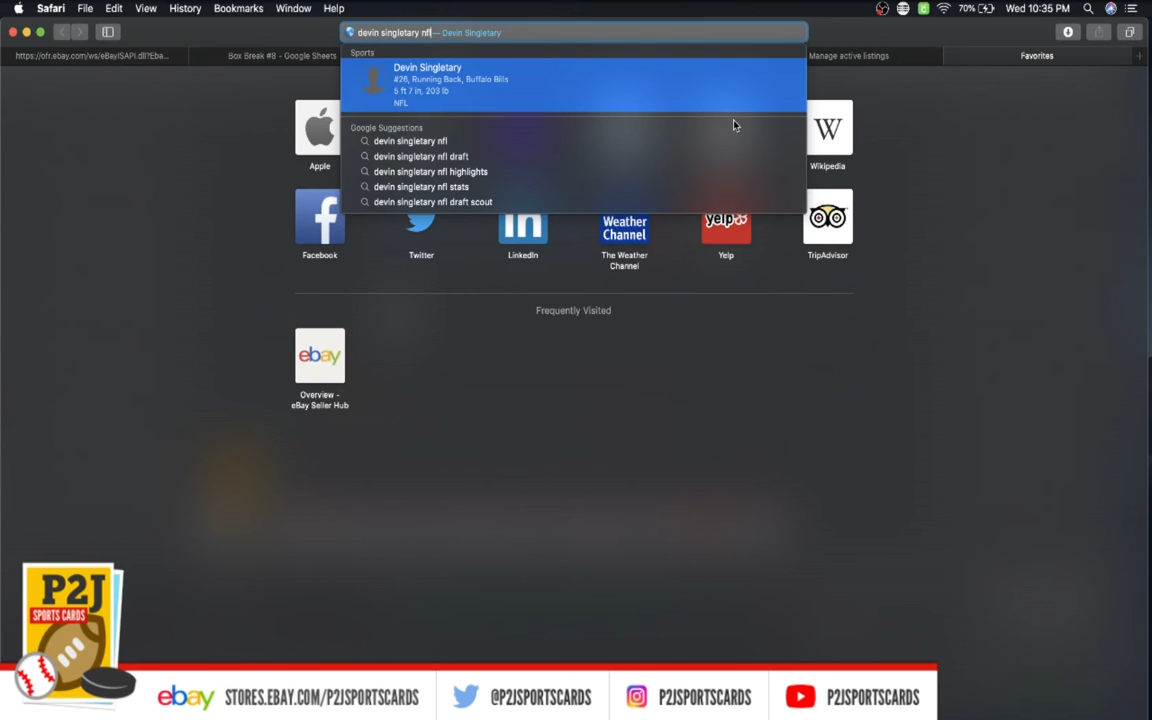 Safari File Edit View History Bookmarks Window Help 70% Wed 10:35 PM
devin singletary nfl — Devin Singletary
https://ofr.ebay.com/ws/eBayISAPI.dll?Eba... Box Break #8 - Google Sheets Manage active listings Favorites
Sports
Devin Singletary
#26, Running Back, Buffalo Bills
5 ft 7 in, 203 lb
NFL
Google Suggestions
devin singletary nfl
devin singletary nfl draft
devin singletary nfl highlights
devin singletary nfl stats
devin singletary nfl draft scout
W
Apple Wikipedia
f in The Weather Channel yelp
Facebook Twitter LinkedIn The Weather Channel Yelp TripAdvisor
Frequently Visited
ebay
Overview -
eBay Seller Hub
P2J
SPORTS CARDS
ebay STORES.EBAY.COM/P2JSPORTSCARDS @P2JSPORTSCARDS P2JSPORTSCARDS P2JSPORTSCARDS